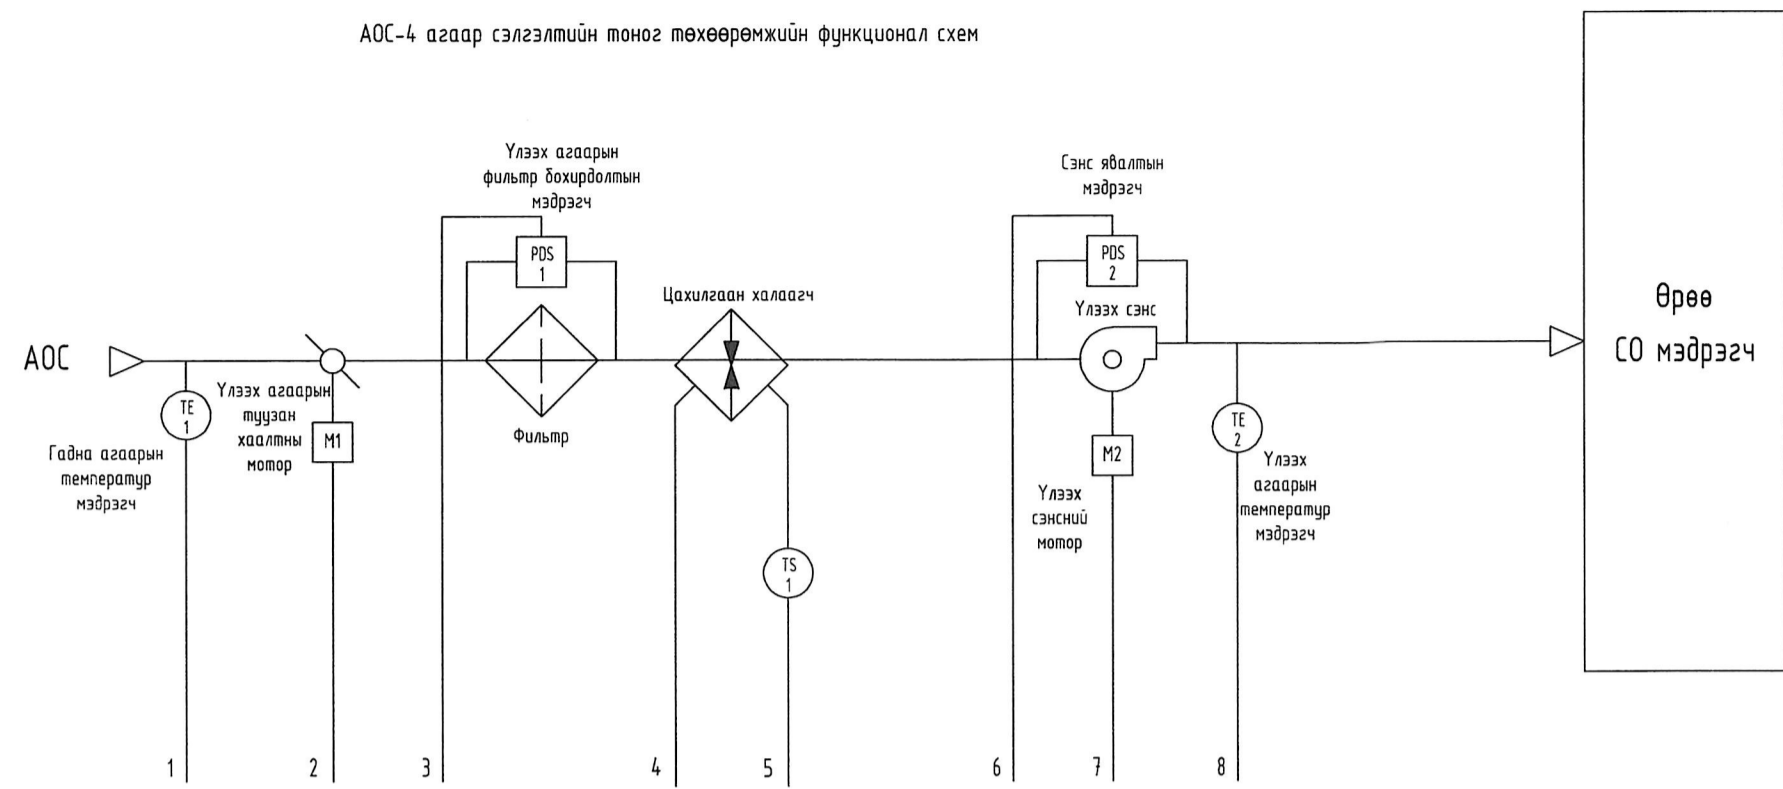 АОС-4 агаар сэлгэлтийн тоног төхөөрөмжийн функционал схем
Үлээх агаарын
фильтр бохирдолтын
мэдрэгч
PDS
1
Сэнс явалтын
мэдрэгч
PDS
2
Цахилгаан халаагч
Үлээх сэнс
Өрөө
CO мэдрэгч
АОС
TE
1
Гадна агаарын
температур
мэдрэгч
Үлээх агаарын
туузан
хаалтны
мотор
M1
Фильтр
TS
1
M2
Үлээх
сэнсний
мотор
TE
2
Үлээх
агаарын
температур
мэдрэгч
1
2
3
4
5
6
7
8